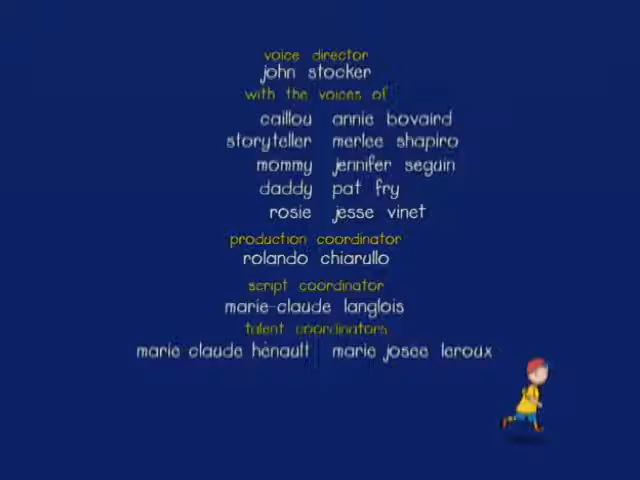 voice director
john stocker
with the voices of
caillou annie bovaird
storyteller merlee shapiro
mommy jennifer seguin
daddy pat fry
rosie jesse vinet
production coordinator
rolando chiarullo
script coordinator
marie-claude langlois
talent coordinators
marie claude hénault marie josee leroux